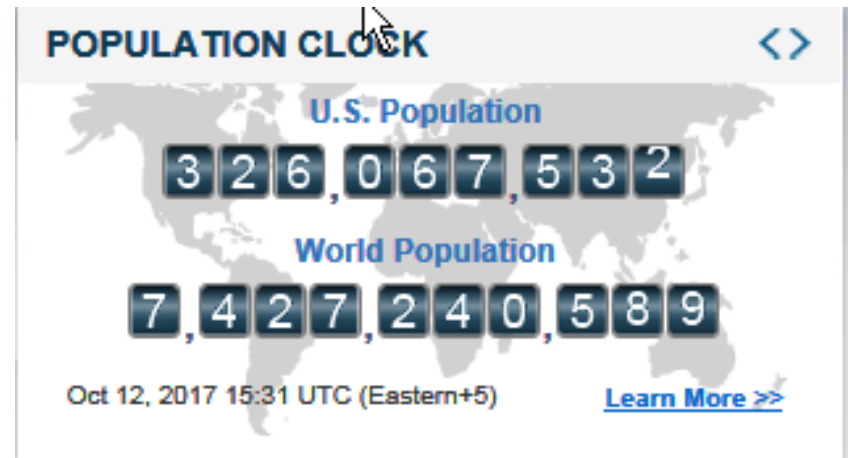 POPULATION CLOCK <>
U.S. Population
326,067,532
World Population
7,427,240,589
Oct 12, 2017 15:31 UTC (Eastern+5) Learn More >>